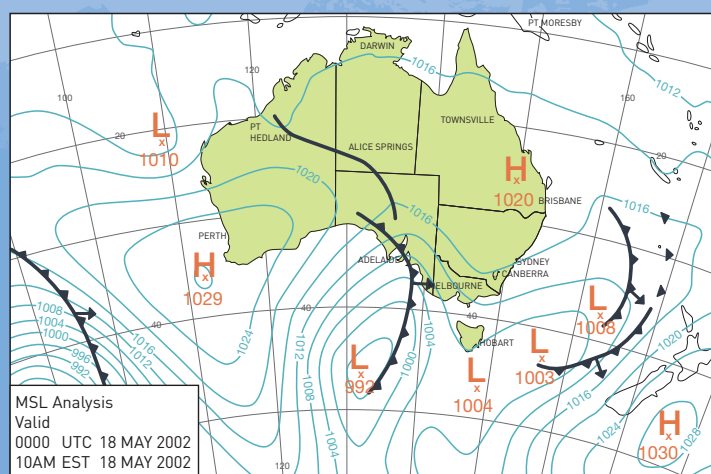 PT MORESBY
DARWIN
1016
120
1012
100
160
TOWNSVILLE
PT
HEDLAND
L
x
1010
20
ALICE SPRINGS
20
1020
H
x
1020
BRISBANE
1016
1016
PERTH
H
x
1029
ADELAIDE
SYDNEY
CANBERRA
MELBOURNE
L
x
1008
1008
1004
1000
996
992
40
1016
1012
1024
1012
1008
1004
40
L
x
992
1000
1004
40
HOBART
L
x
1004
L
x
1003
1020
1016
1024
H
x
1030
1028
120
MSL Analysis
Valid
0000 UTC 18 MAY 2002
10AM EST 18 MAY 2002